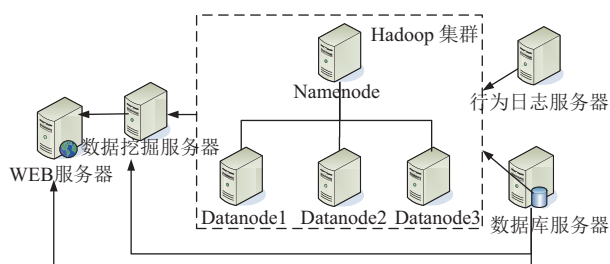 Hadoop 集群
Namenode
行为日志服务器
数据挖掘服务器
WEB服务器
Datanode1
Datanode2
Datanode3
数据库服务器